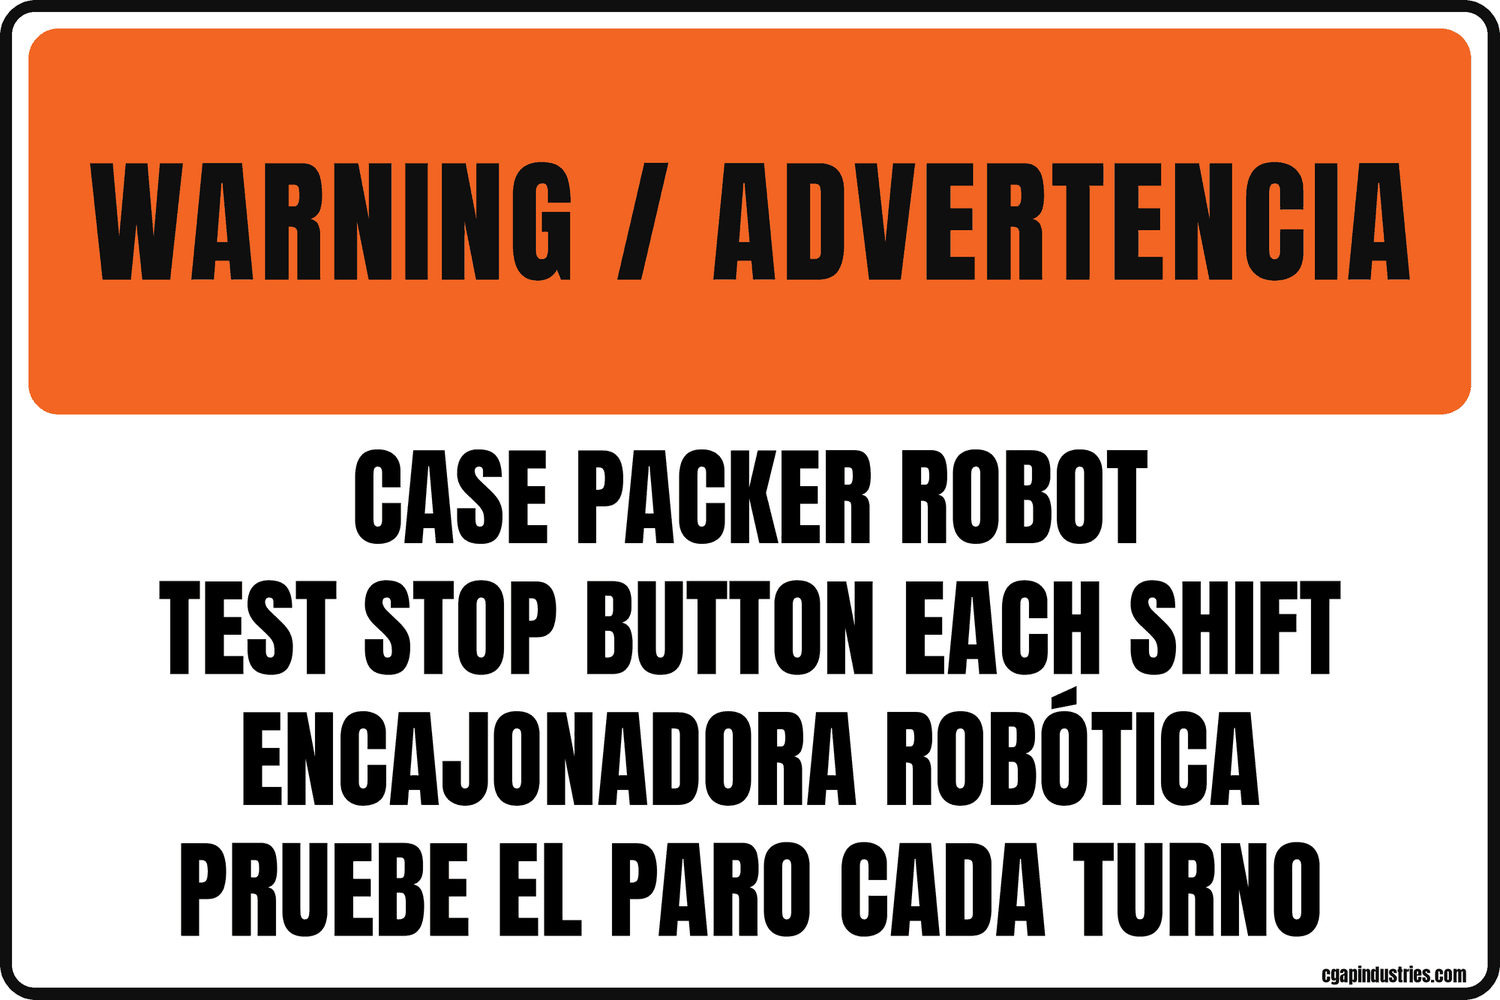 WARNING / ADVERTENCIA
CASE PACKER ROBOT
TEST STOP BUTTON EACH SHIFT
ENCAJONADORA ROBÓTICA
PRUEBE EL PARO CADA TURNO
cgapindustries.com